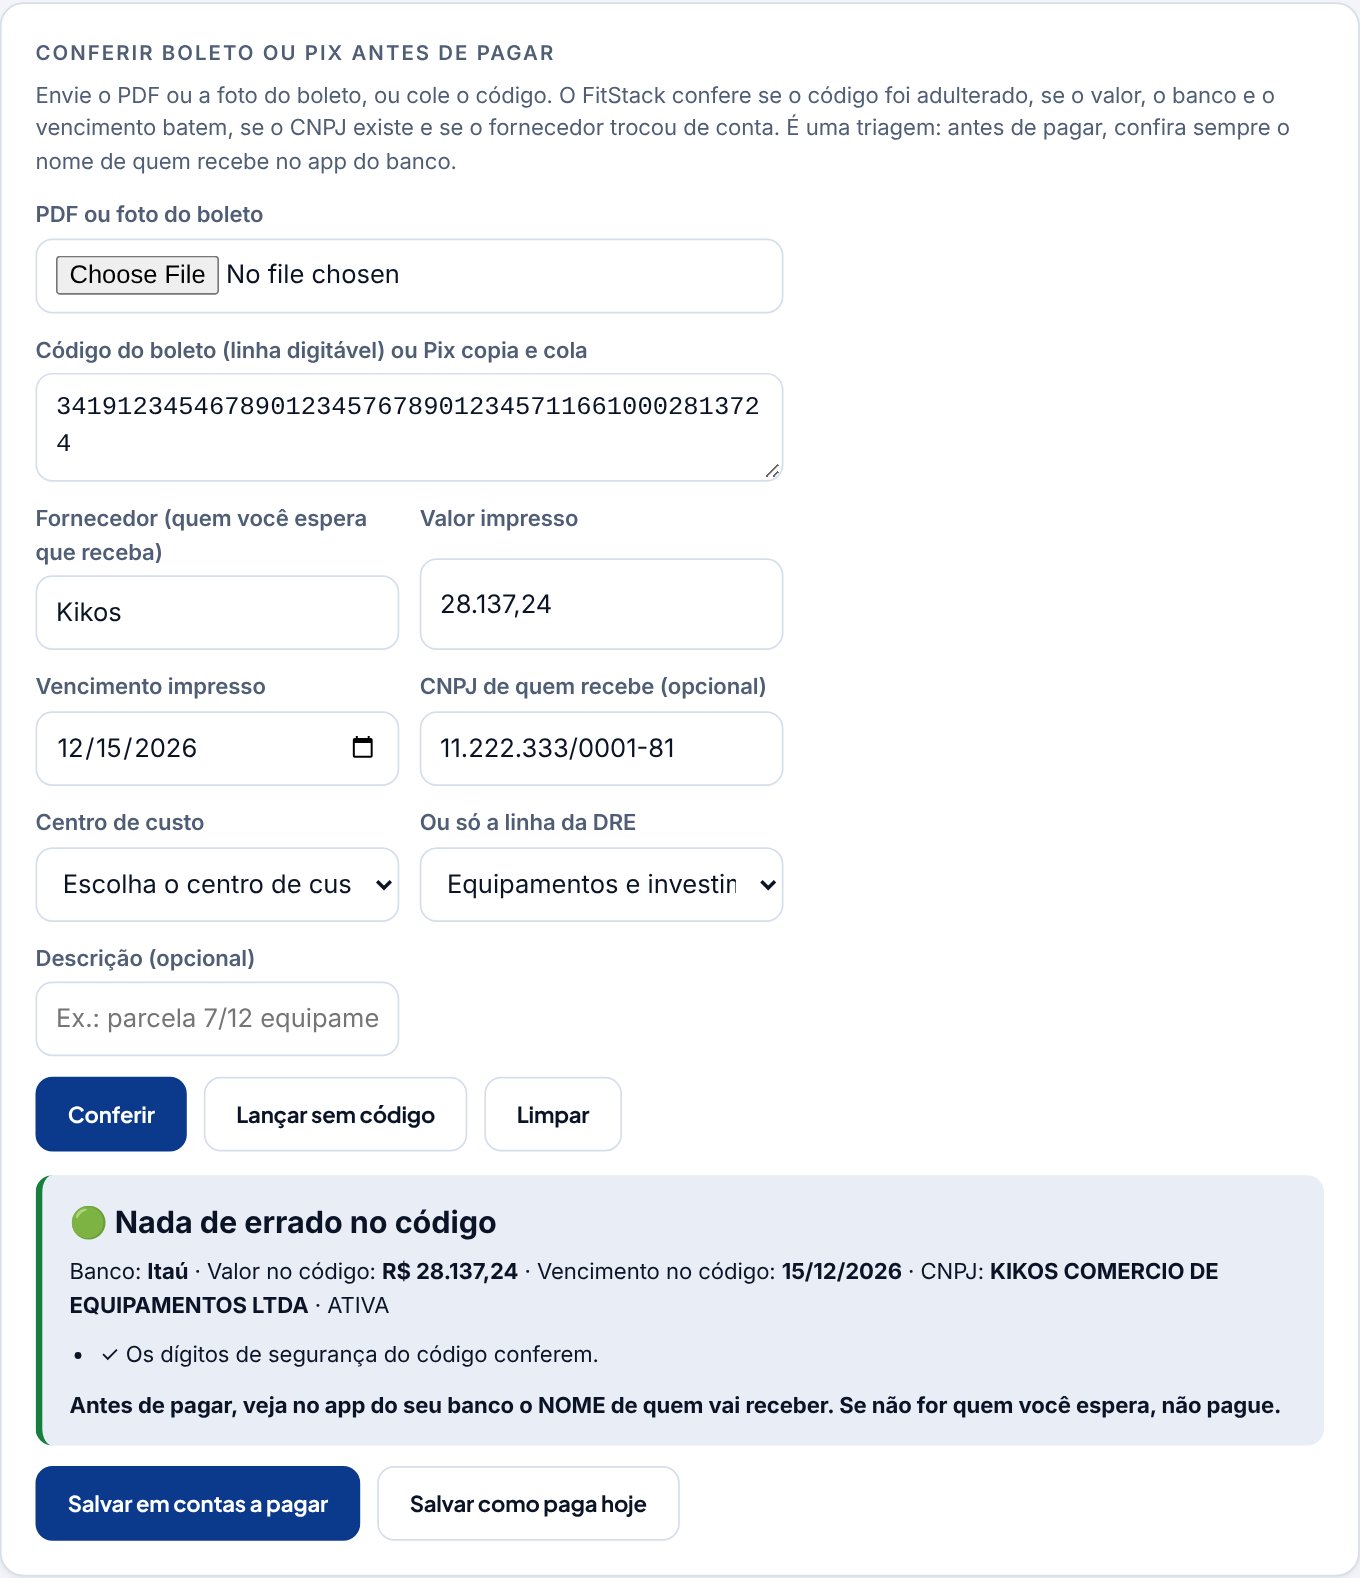 CONFERIR BOLETO OU PIX ANTES DE PAGAR
Envie o PDF ou a foto do boleto, ou cole o código. O FitStack confere se o código foi adulterado, se o valor, o banco e o
vencimento batem, se o CNPJ existe e se o fornecedor trocou de conta. É uma triagem: antes de pagar, confira sempre o
nome de quem recebe no app do banco.
PDF ou foto do boleto
Choose File No file chosen
Código do boleto (linha digitável) ou Pix copia e cola
3419123454678901234576789012345711661000281372
4
Fornecedor (quem você espera
que receba)
Valor impresso
Kikos
28.137,24
Vencimento impresso
CNPJ de quem recebe (opcional)
12/15/2026
11.222.333/0001-81
Centro de custo
Ou só a linha da DRE
Escolha o centro de cus
Equipamentos e investin
Descrição (opcional)
Ex.: parcela 7/12 equipame
Conferir
Lançar sem código
Limpar
Nada de errado no código
Banco: Itaú · Valor no código: R$ 28.137,24 · Vencimento no código: 15/12/2026 · CNPJ: KIKOS COMERCIO DE
EQUIPAMENTOS LTDA · ATIVA
• ✓ Os dígitos de segurança do código conferem.
Antes de pagar, veja no app do seu banco o NOME de quem vai receber. Se não for quem você espera, não pague.
Salvar em contas a pagar
Salvar como paga hoje